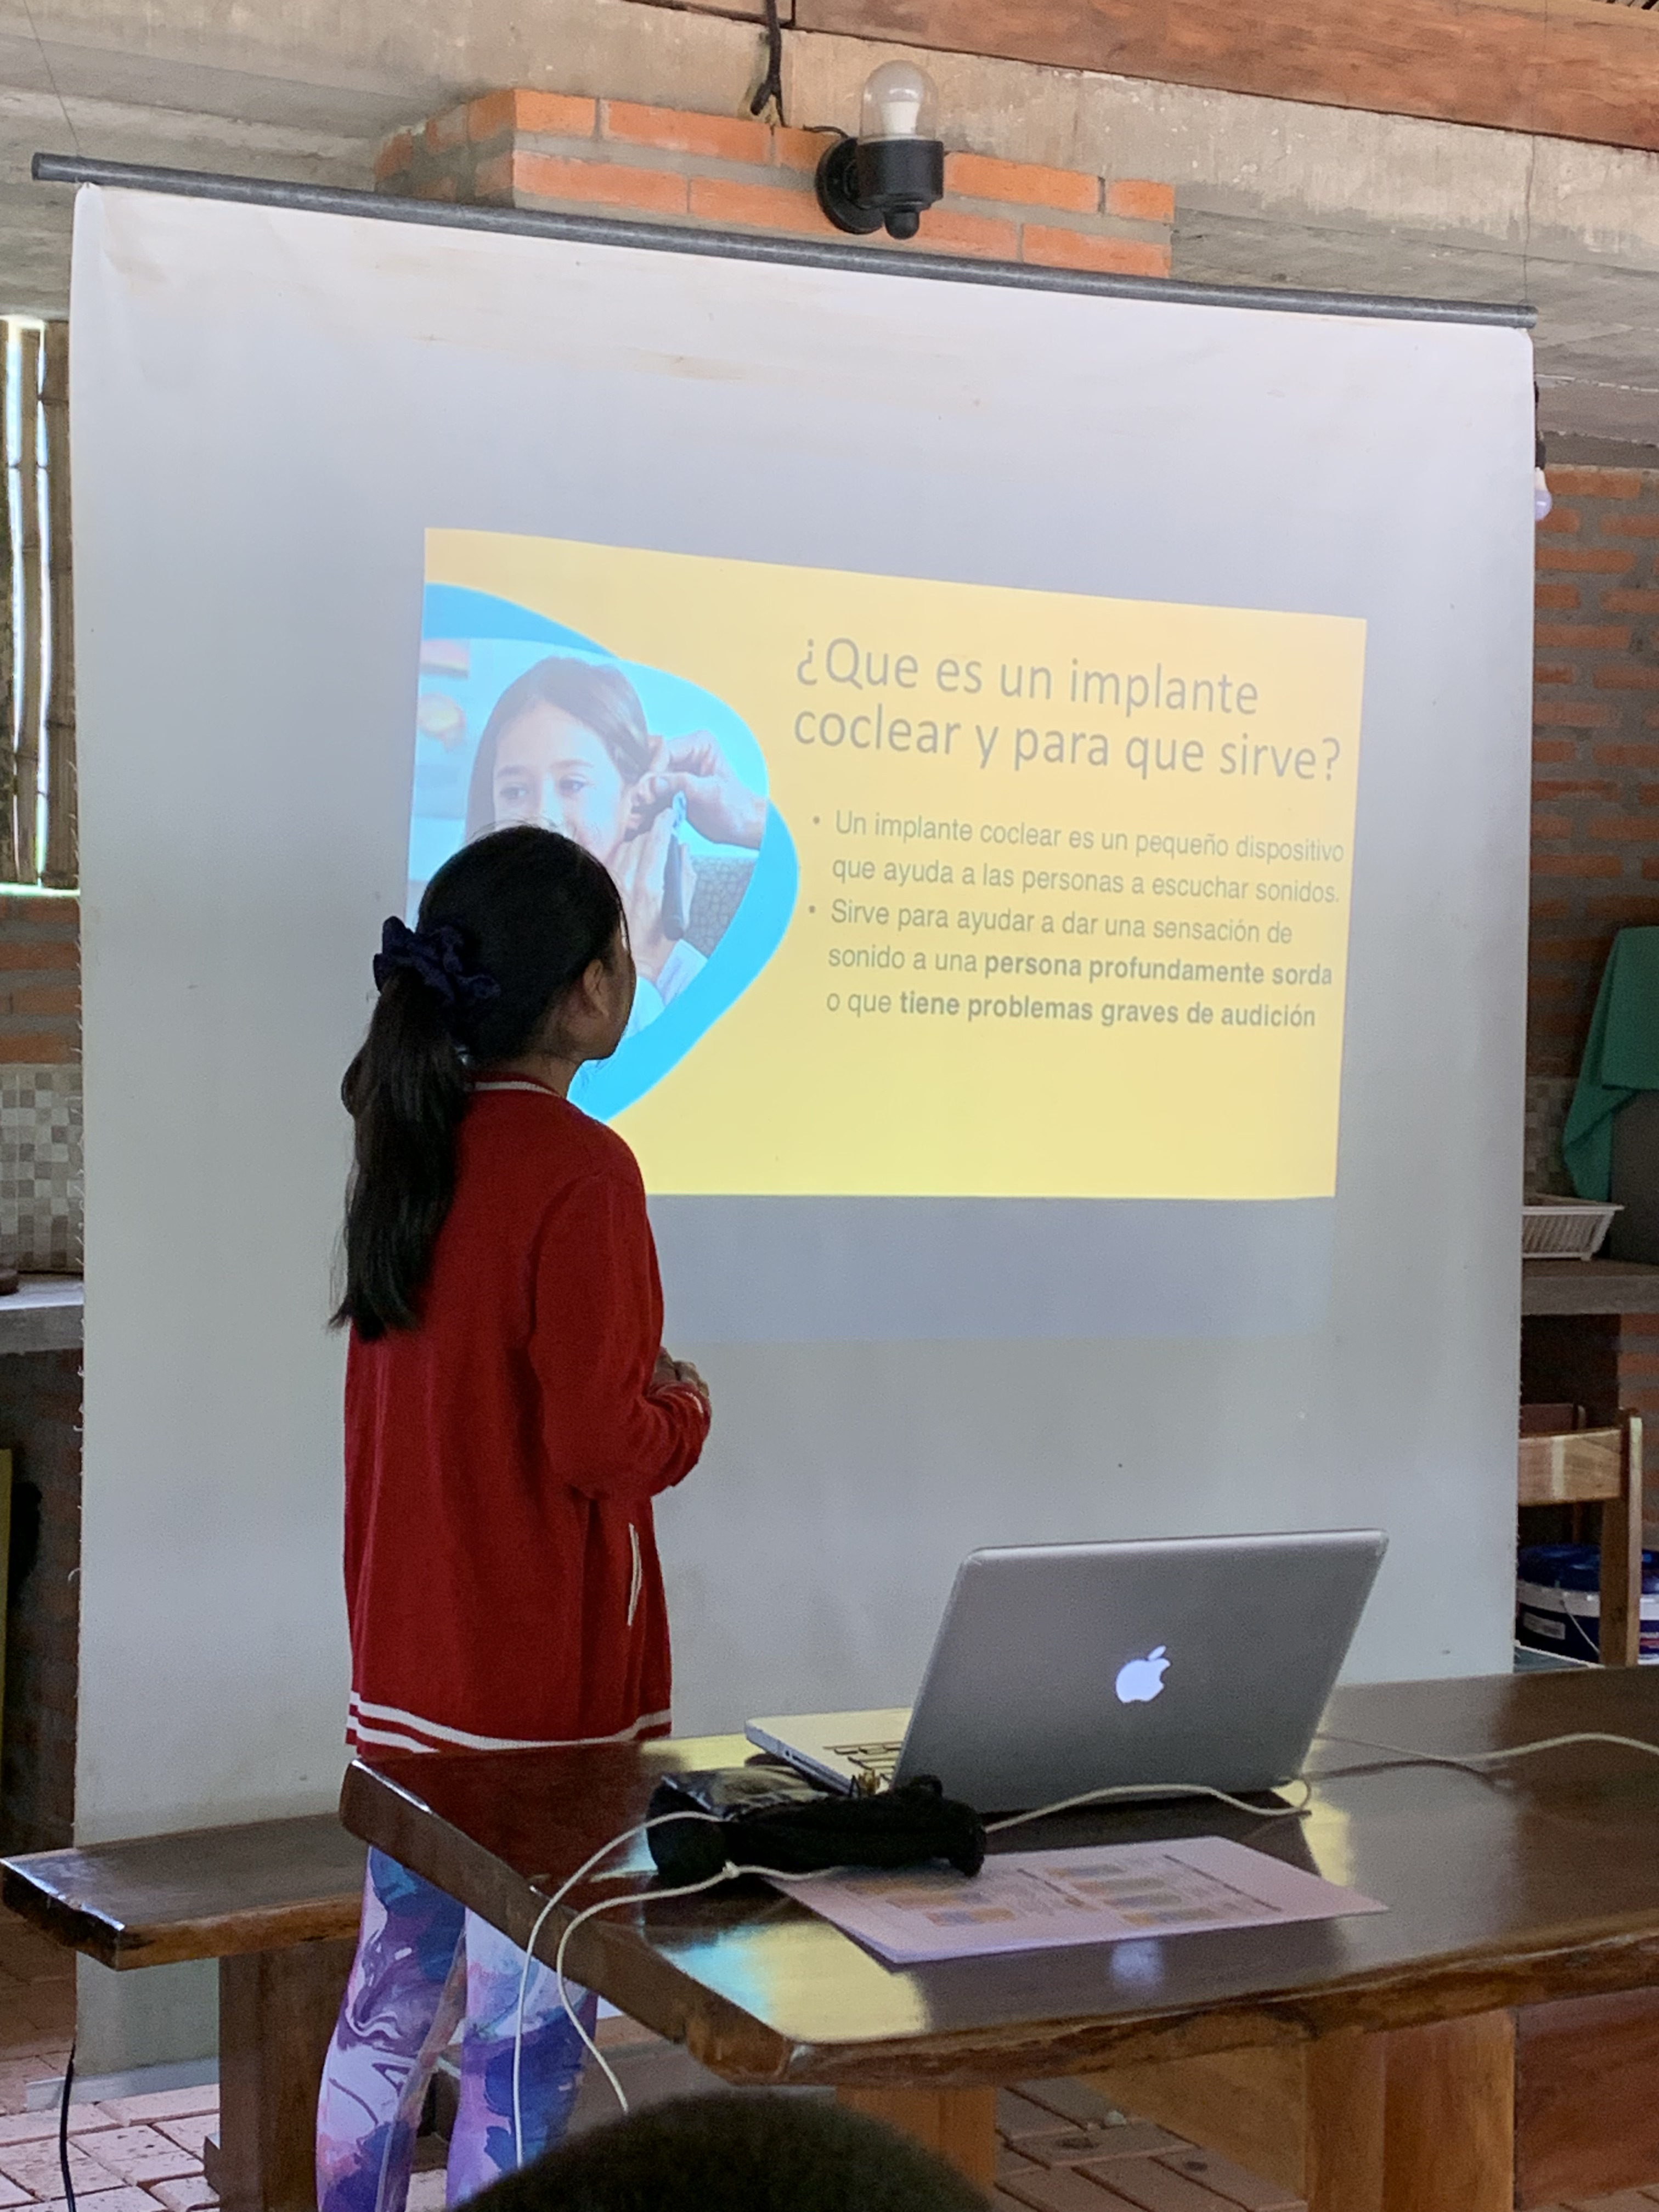 ¿Que es un implante
coclear y para que sirve?
• Un implante coclear es un pequeño dispositivo
que ayuda a las personas a escuchar sonidos.
• Sirve para ayudar a dar una sensación de
sonido a una persona profundamente sorda
o que tiene problemas graves de audición